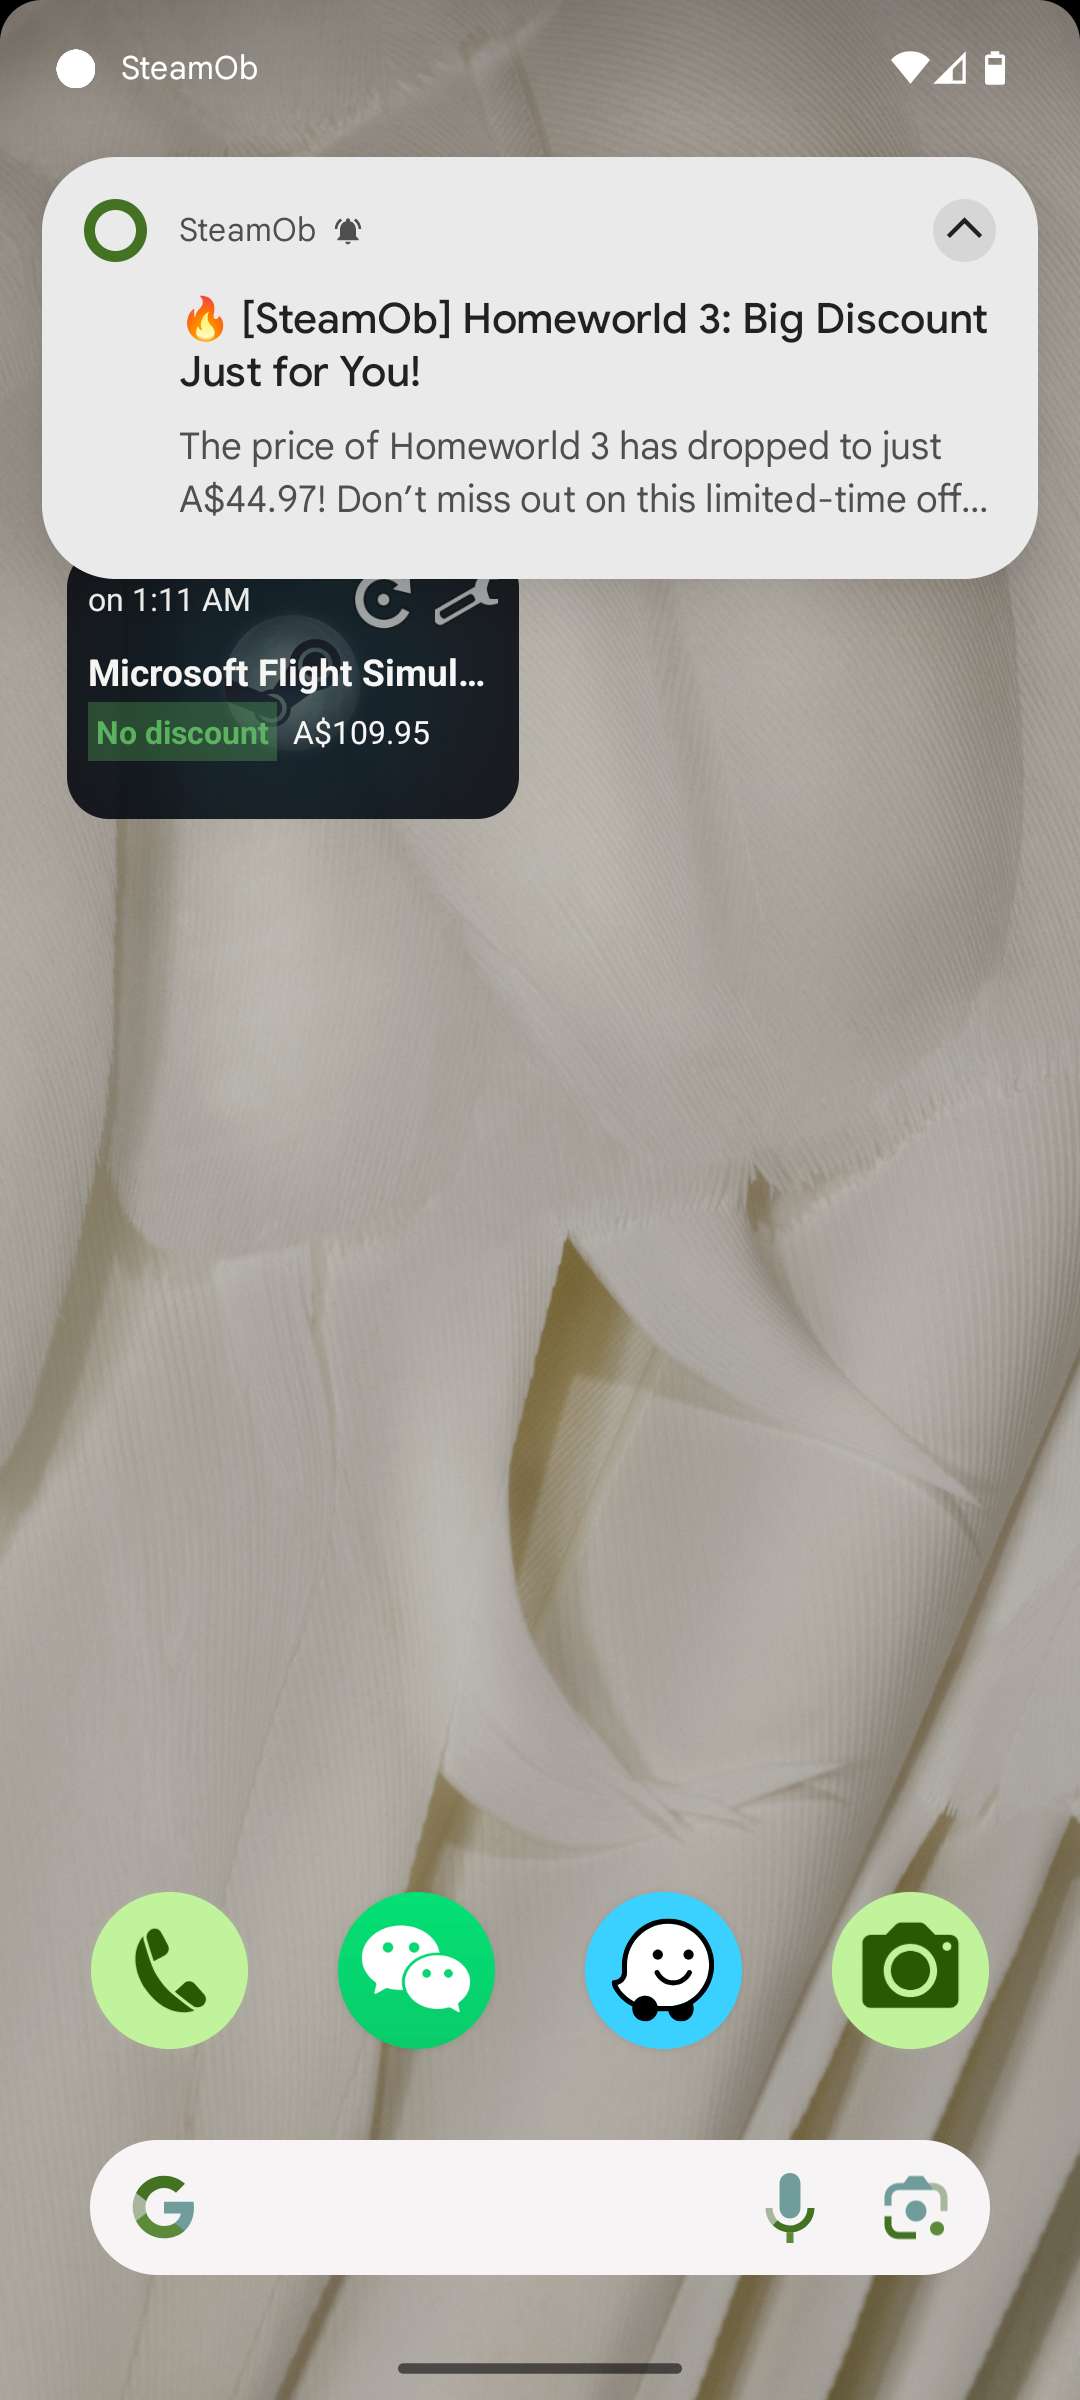 SteamOb
SteamOb
🔥 [SteamOb] Homeworld 3: Big Discount
Just for You!
The price of Homeworld 3 has dropped to just
A$44.97! Don’t miss out on this limited-time off…
on 1:11 AM
Microsoft Flight Simul…
No discount A$109.95